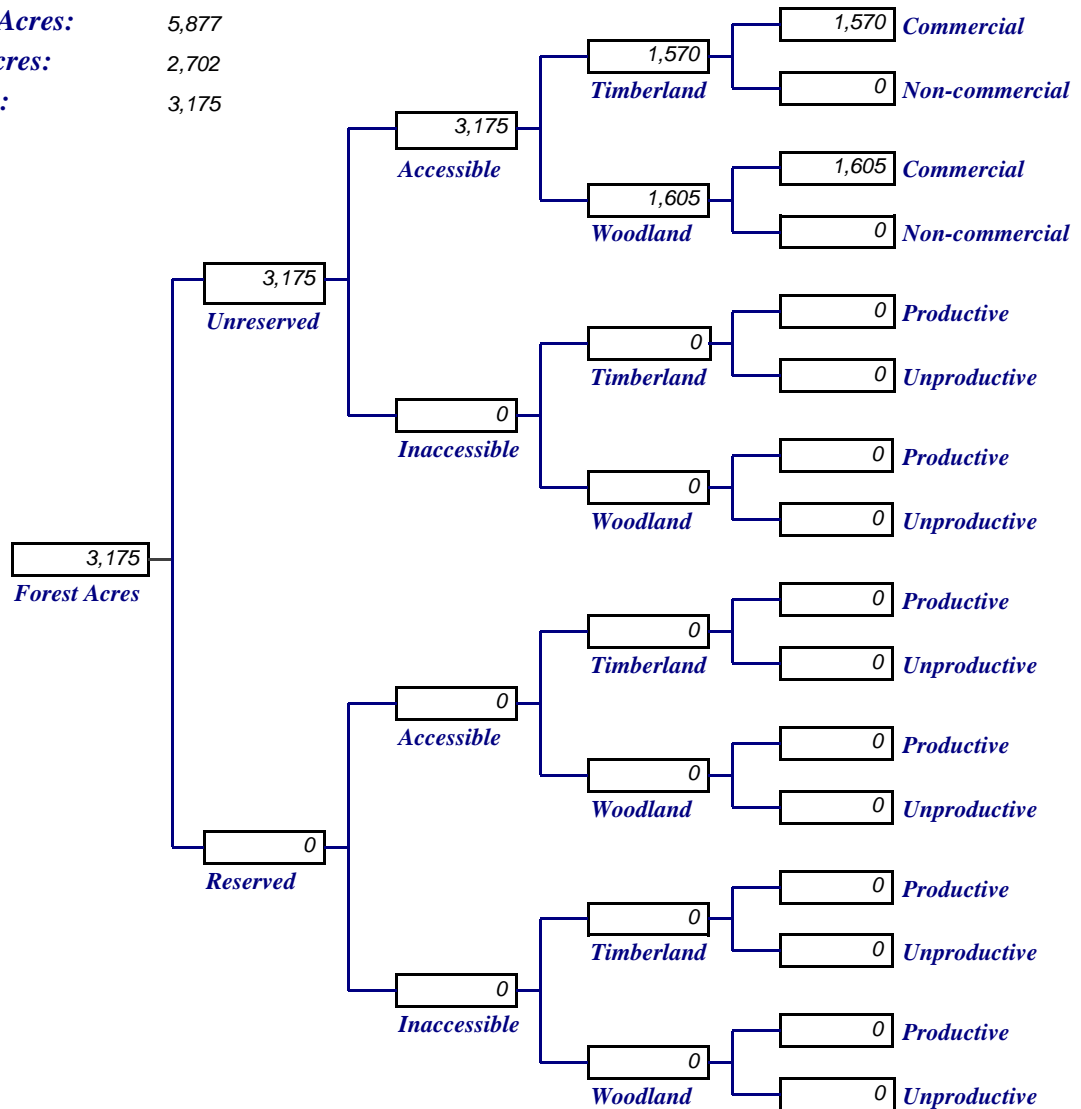 Acres: 5,877
cres: 2,702
: 3,175
1,570 Commercial
1,570
Timberland
0 Non-commercial
3,175
Accessible
1,605 Commercial
1,605
Woodland
0 Non-commercial
3,175
Unreserved
0 Productive
0
Timberland
0 Unproductive
0
Inaccessible
0 Productive
0
Woodland
0 Unproductive
3,175
Forest Acres
0 Productive
0
Timberland
0 Unproductive
0
Accessible
0 Productive
0
Woodland
0 Unproductive
0
Reserved
0 Productive
0
Timberland
0 Unproductive
0
Inaccessible
0 Productive
0
Woodland
0 Unproductive